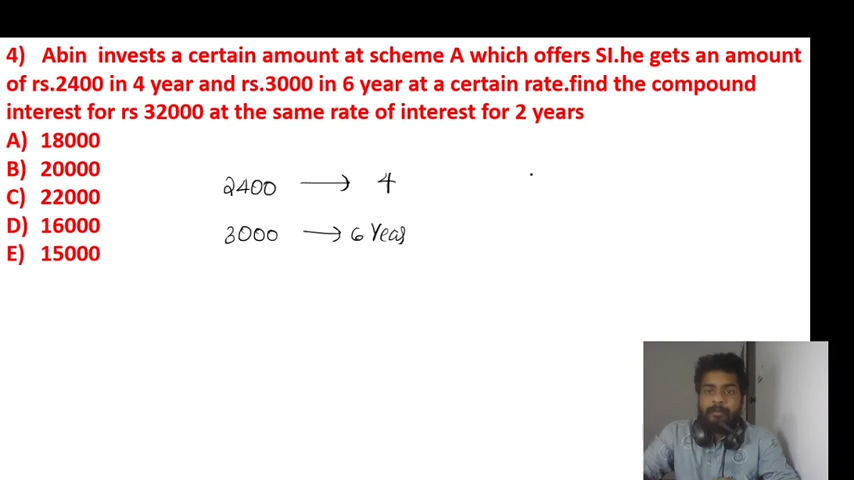 4) Abin invests a certain amount at scheme A which offers SI.he gets an amount
of rs.2400 in 4 year and rs.3000 in 6 year at a certain rate.find the compound
interest for rs 32000 at the same rate of interest for 2 years
A) 18000
B) 20000
C) 22000
D) 16000
E) 15000
2400 → 4
3000 → 6 Year